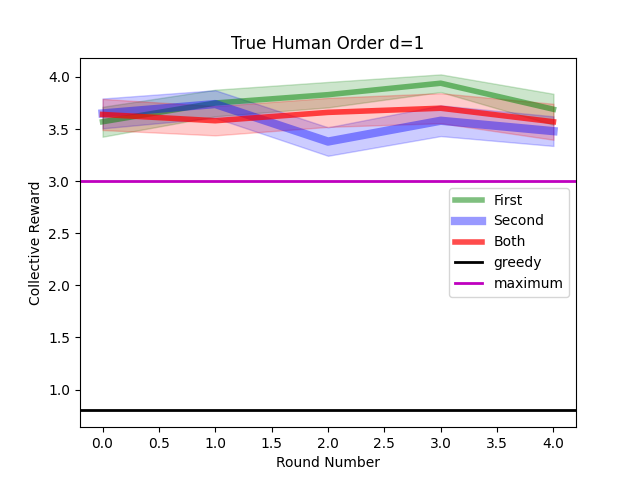 True Human Order d=1
Collective Reward
4.0
3.5
3.0
2.5
2.0
1.5
1.0
First
Second
Both
greedy
maximum
0.0 0.5 1.0 1.5 2.0 2.5 3.0 3.5 4.0
Round Number